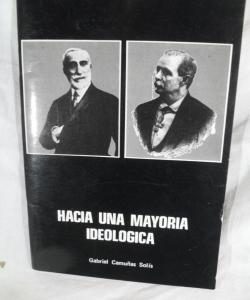 HACIA UNA MAYORIA
IDEOLOGICA
Gabriel Camuñas Solís